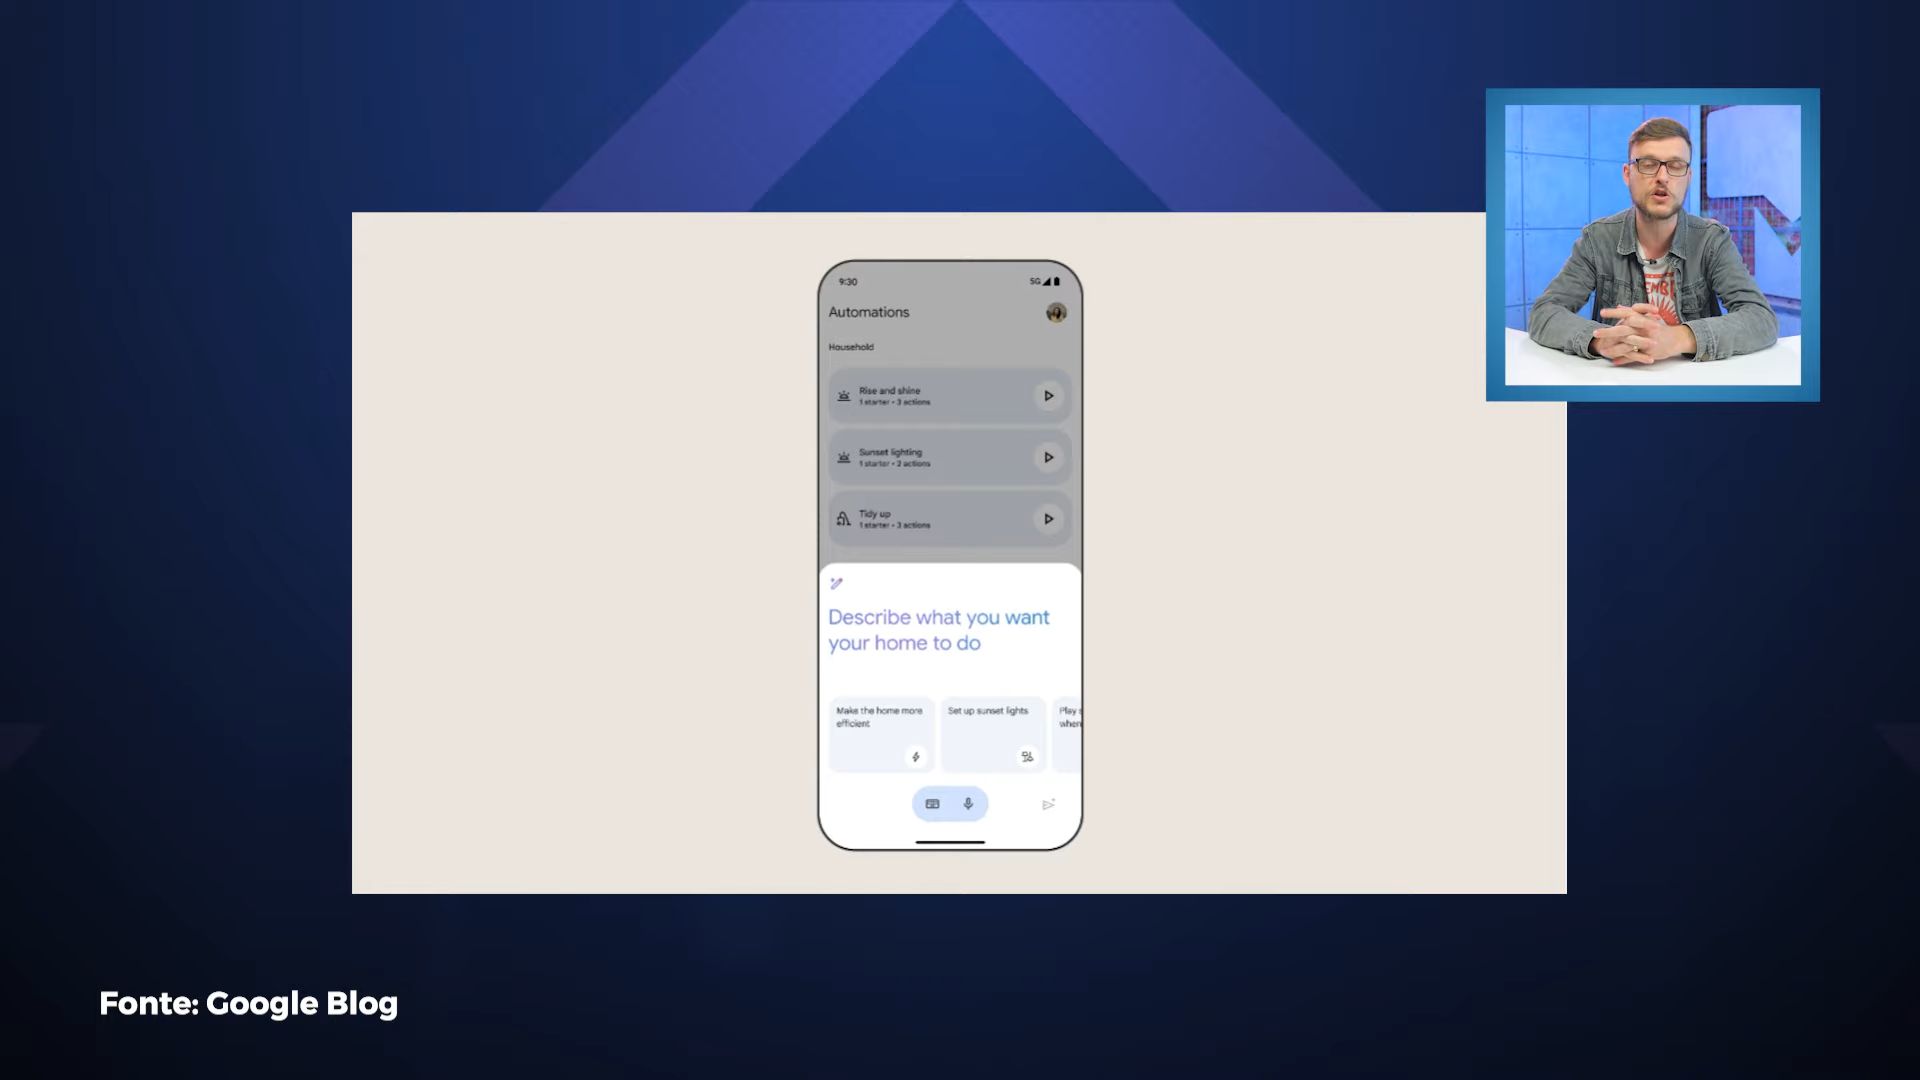 9:30
5G
Automations
Household
Rise and shine
1 starter • 3 actions
Sunset lighting
1 starter • 2 actions
Tidy up
1 starter • 3 actions
Describe what you want
your home to do
Make the home more
efficient
Set up sunset lights
Play
when
Fonte: Google Blog